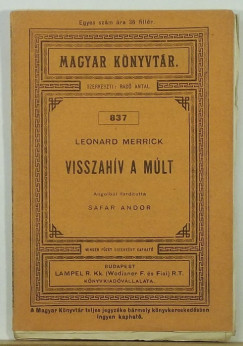 Egyes szám ára 30 fillér.
MAGYAR KÖNYVTÁR.
SZERKESZTI: RADÓ ANTAL.
837
LEONARD MERRICK
VISSZAHÍV A MÚLT
Angolból fordította
SAFAR ANDOR
BUDAPEST
LAMPEL R. Kk. (Wodianer F. és Fiai) R.T.
KÖNYVKIADÓVÁLLALATA.
A Magyar Könyvtár teljes jegyzéke bármely könyvkereskedésben
ingyen kapható.